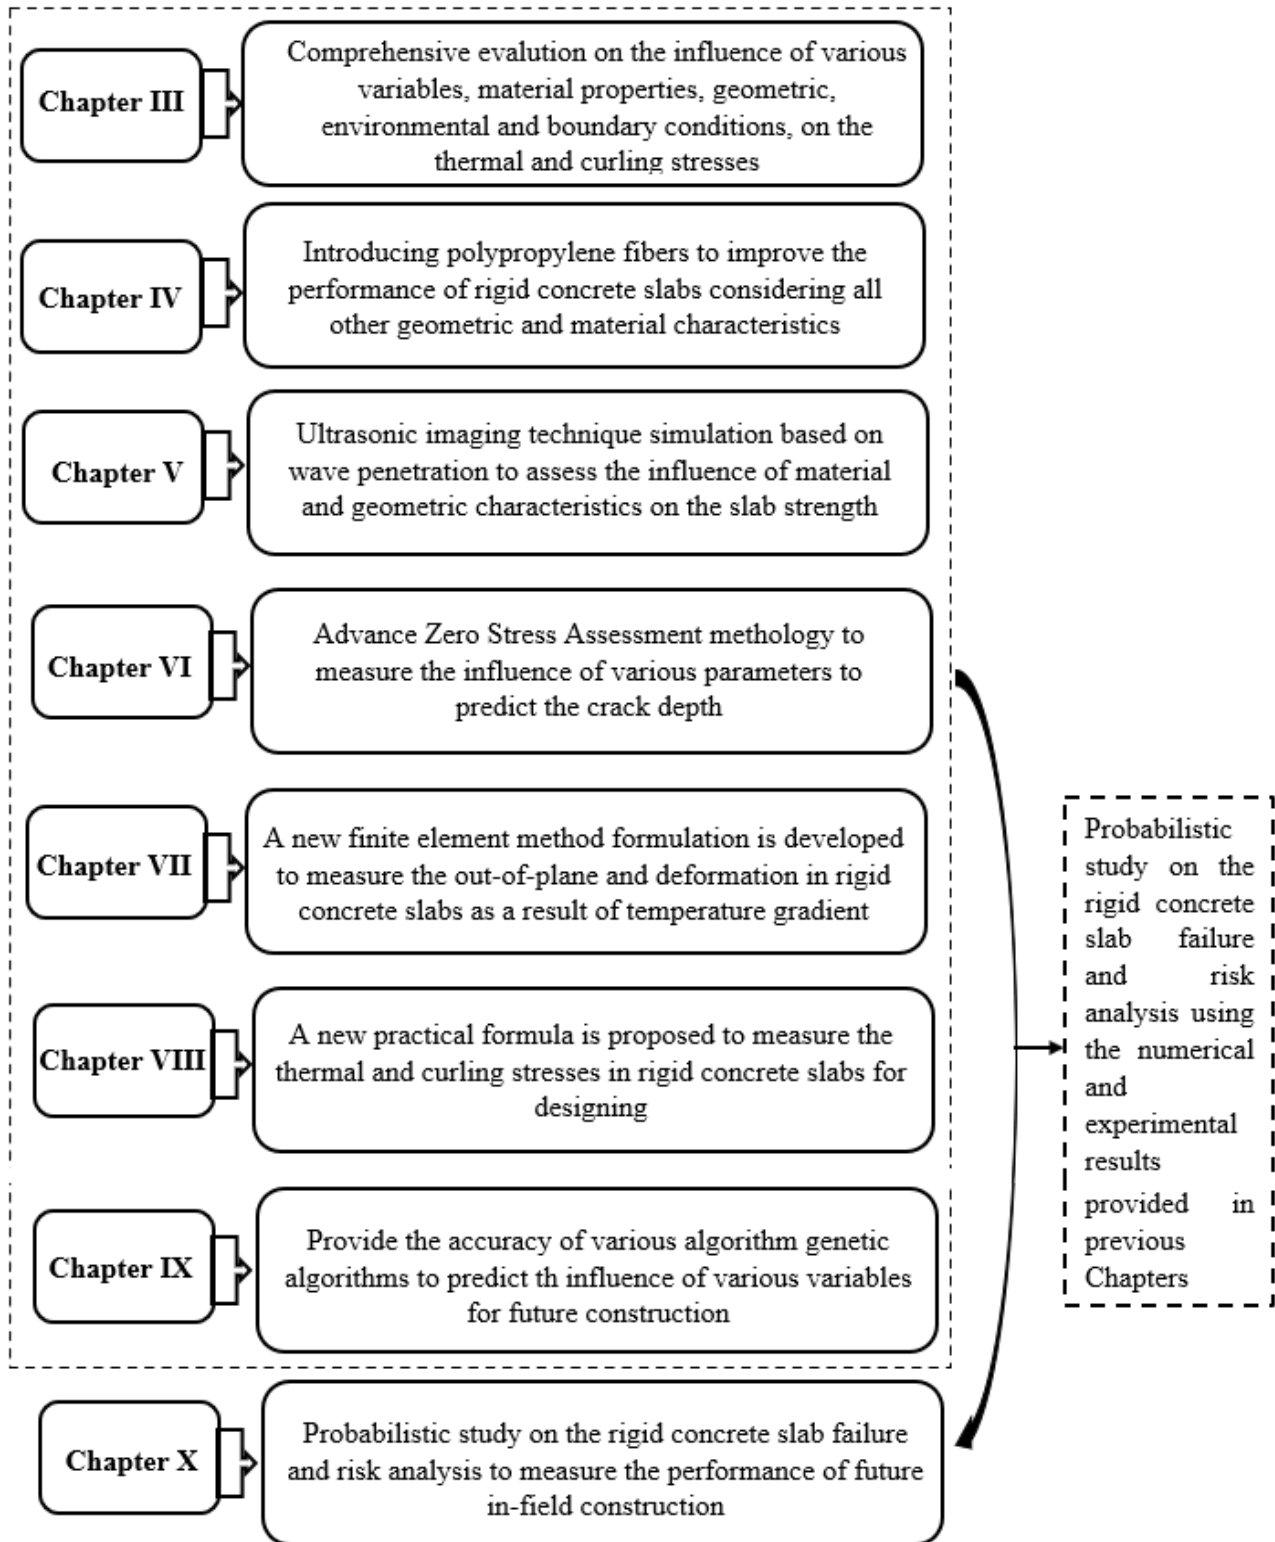 Chapter III
Comprehensive evalution on the influence of various
variables, material properties, geometric,
environmental and boundary conditions, on the
thermal and curling stresses
Chapter IV
Introducing polypropylene fibers to improve the
performance of rigid concrete slabs considering all
other geometric and material characteristics
Chapter V
Ultrasonic imaging technique simulation based on
wave penetration to assess the influence of material
and geometric characteristics on the slab strength
Chapter VI
Advance Zero Stress Assessment methology to
measure the influence of various parameters to
predict the crack depth
Chapter VII
A new finite element method formulation is developed
to measure the out-of-plane and deformation in rigid
concrete slabs as a result of temperature gradient
Chapter VIII
A new practical formula is proposed to measure the
thermal and curling stresses in rigid concrete slabs for
designing
Chapter IX
Provide the accuracy of various algorithm genetic
algorithms to predict th influence of various variables
for future construction
Chapter X
Probabilistic study on the rigid concrete slab failure
and risk analysis to measure the performance of future
in-field construction
Probabilistic
study on the
rigid concrete
slab failure
and risk
analysis using
the numerical
and
experimental
results
provided in
previous
Chapters